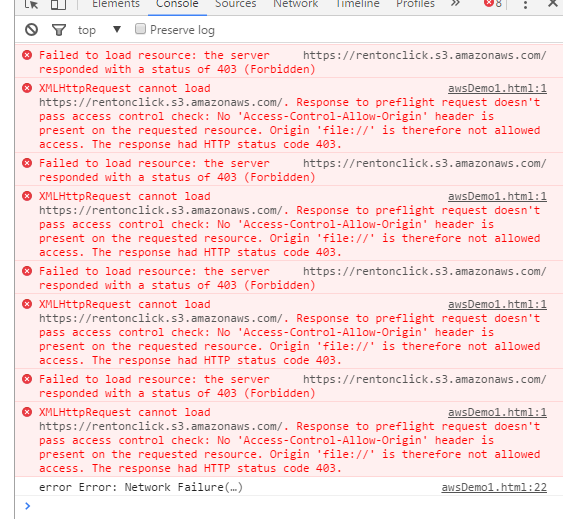 Elements Console Sources Network Timeline Profiles » 8
top Preserve log
Failed to load resource: the server https://rentonclick.s3.amazonaws.com/
responded with a status of 403 (Forbidden)
XMLHttpRequest cannot load awsDemo1.html:1
https://rentonclick.s3.amazonaws.com/. Response to preflight request doesn't
pass access control check: No 'Access-Control-Allow-Origin' header is
present on the requested resource. Origin 'file://' is therefore not allowed
access. The response had HTTP status code 403.
Failed to load resource: the server https://rentonclick.s3.amazonaws.com/
responded with a status of 403 (Forbidden)
XMLHttpRequest cannot load awsDemo1.html:1
https://rentonclick.s3.amazonaws.com/. Response to preflight request doesn't
pass access control check: No 'Access-Control-Allow-Origin' header is
present on the requested resource. Origin 'file://' is therefore not allowed
access. The response had HTTP status code 403.
Failed to load resource: the server https://rentonclick.s3.amazonaws.com/
responded with a status of 403 (Forbidden)
XMLHttpRequest cannot load awsDemo1.html:1
https://rentonclick.s3.amazonaws.com/. Response to preflight request doesn't
pass access control check: No 'Access-Control-Allow-Origin' header is
present on the requested resource. Origin 'file://' is therefore not allowed
access. The response had HTTP status code 403.
Failed to load resource: the server https://rentonclick.s3.amazonaws.com/
responded with a status of 403 (Forbidden)
XMLHttpRequest cannot load awsDemo1.html:1
https://rentonclick.s3.amazonaws.com/. Response to preflight request doesn't
pass access control check: No 'Access-Control-Allow-Origin' header is
present on the requested resource. Origin 'file://' is therefore not allowed
access. The response had HTTP status code 403.
error Error: Network Failure(…) awsDemo1.html:22